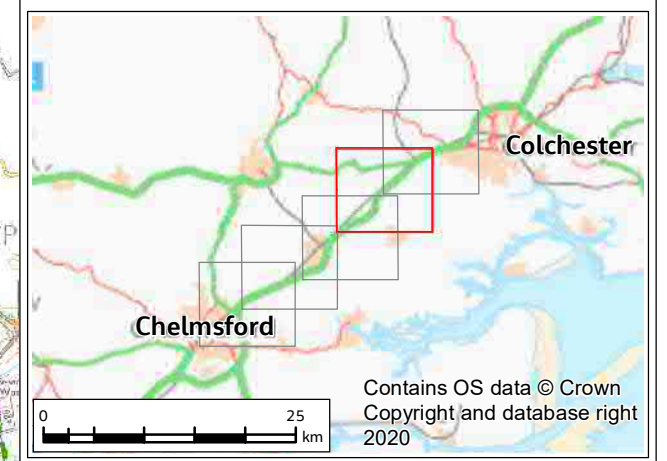 Colchester
Chelmsford
Contains OS data © Crown
Copyright and database right
2020
0 25
km